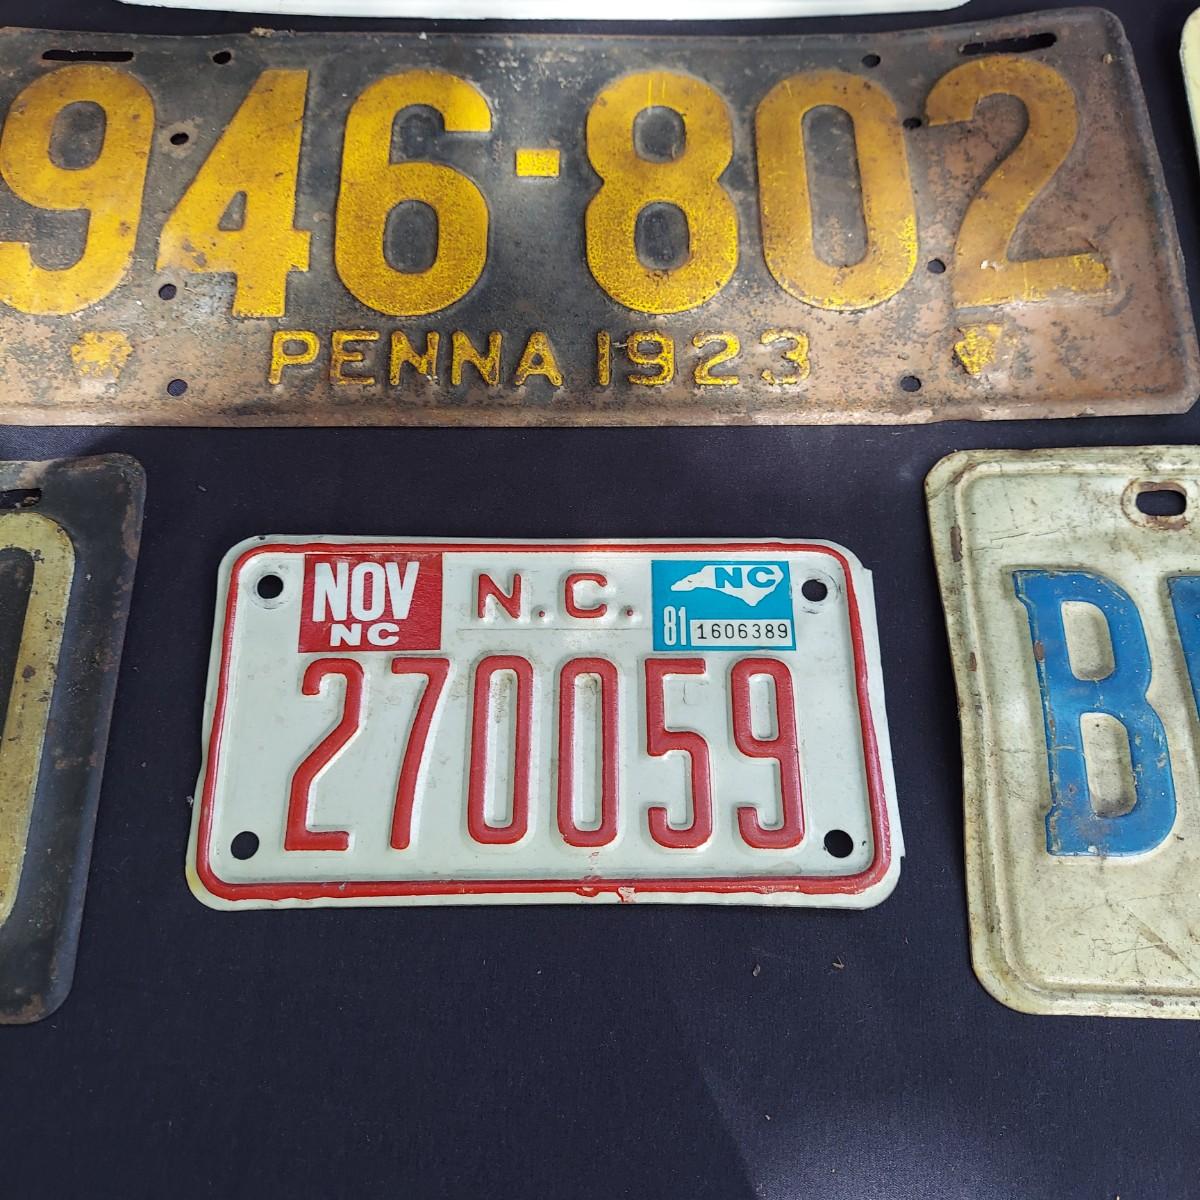 946-802
PENNA 1923
NOV
NC
N.C.
NC
81 1606389
270059
B